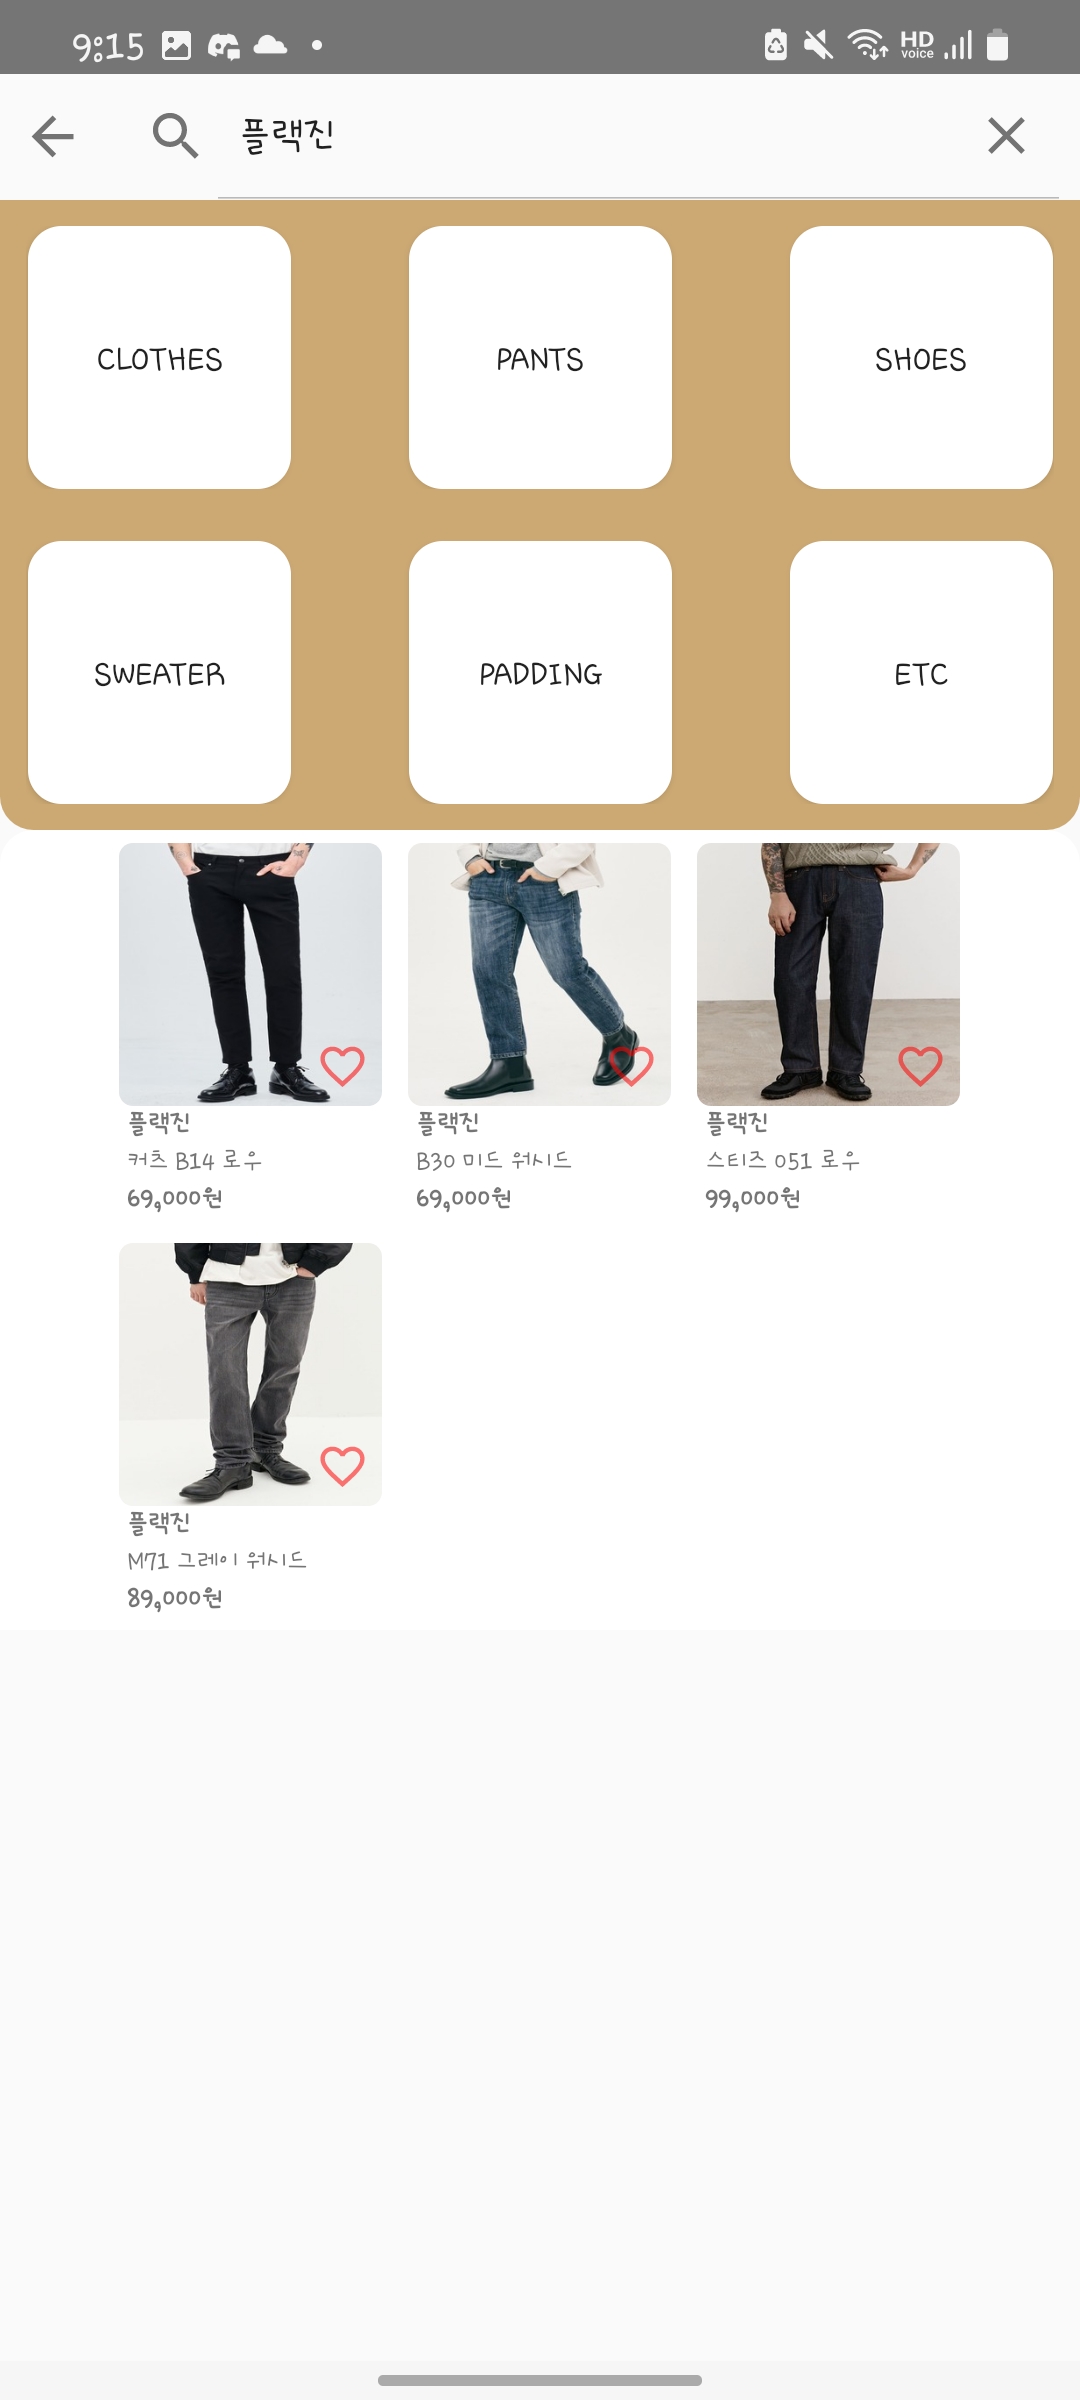 9:15
HD
voice
플랙진
CLOTHES
PANTS
SHOES
SWEATER
PADDING
ETC
플랙진
커츠 B14 로우
69,000원
플랙진
B30 미드 워시드
69,000원
플랙진
스티즈 051 로우
99,000원
플랙진
M71 그레이 워시드
89,000원